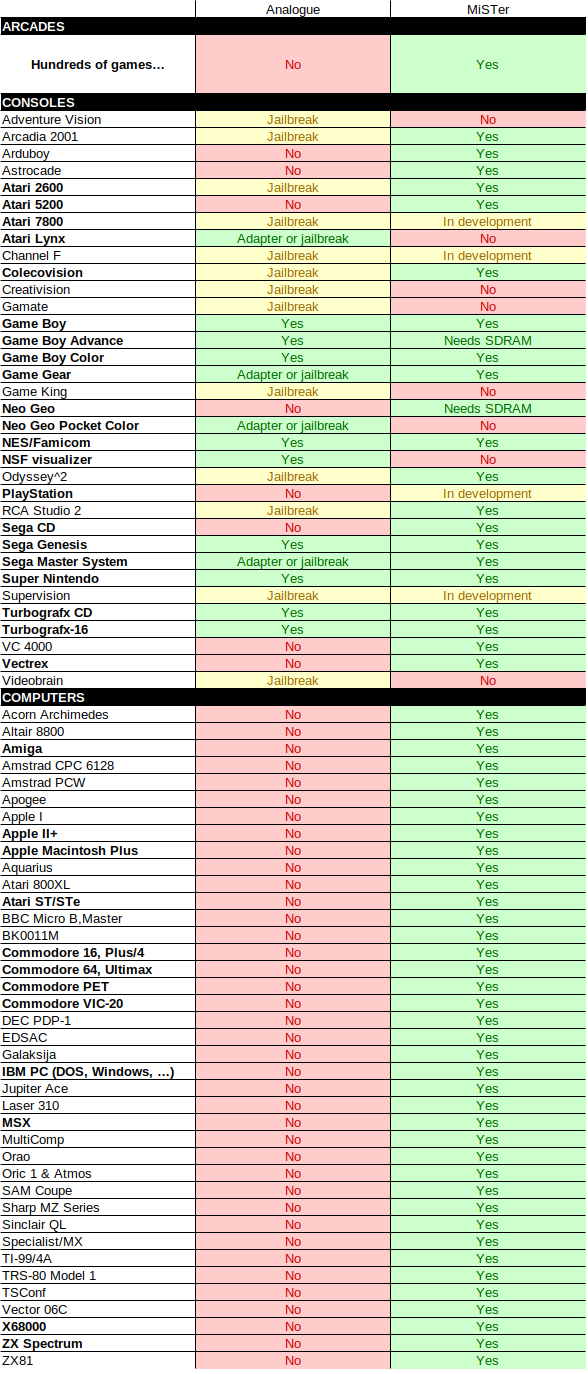 Analogue MiSTer
ARCADES
Hundreds of games… No Yes
CONSOLES
Adventure Vision Jailbreak No
Arcadia 2001 Jailbreak Yes
Arduboy No Yes
Astrocade No Yes
Atari 2600 Jailbreak Yes
Atari 5200 No Yes
Atari 7800 Jailbreak In development
Atari Lynx Adapter or jailbreak No
Channel F Jailbreak In development
Colecovision Jailbreak Yes
Creativision Jailbreak No
Gamate Jailbreak No
Game Boy Yes Yes
Game Boy Advance Yes Needs SDRAM
Game Boy Color Yes Yes
Game Gear Adapter or jailbreak Yes
Game King Jailbreak No
Neo Geo No Needs SDRAM
Neo Geo Pocket Color Adapter or jailbreak No
NES/Famicom Yes Yes
NSF visualizer Yes No
Odyssey^2 Jailbreak Yes
PlayStation No In development
RCA Studio 2 Jailbreak Yes
Sega CD No Yes
Sega Genesis Yes Yes
Sega Master System Adapter or jailbreak Yes
Super Nintendo Yes Yes
Supervision Jailbreak In development
Turbografx CD Yes Yes
Turbografx-16 Yes Yes
VC 4000 No Yes
Vectrex No Yes
Videobrain Jailbreak No
COMPUTERS
Acorn Archimedes No Yes
Altair 8800 No Yes
Amiga No Yes
Amstrad CPC 6128 No Yes
Amstrad PCW No Yes
Apogee No Yes
Apple I No Yes
Apple II+ No Yes
Apple Macintosh Plus No Yes
Aquarius No Yes
Atari 800XL No Yes
Atari ST/STe No Yes
BBC Micro B,Master No Yes
BK0011M No Yes
Commodore 16, Plus/4 No Yes
Commodore 64, Ultimax No Yes
Commodore PET No Yes
Commodore VIC-20 No Yes
DEC PDP-1 No Yes
EDSAC No Yes
Galaksija No Yes
IBM PC (DOS, Windows, …) No Yes
Jupiter Ace No Yes
Laser 310 No Yes
MSX No Yes
MultiComp No Yes
Orao No Yes
Oric 1 & Atmos No Yes
SAM Coupe No Yes
Sharp MZ Series No Yes
Sinclair QL No Yes
Specialist/MX No Yes
TI-99/4A No Yes
TRS-80 Model 1 No Yes
TSConf No Yes
Vector 06C No Yes
X68000 No Yes
ZX Spectrum No Yes
ZX81 No Yes